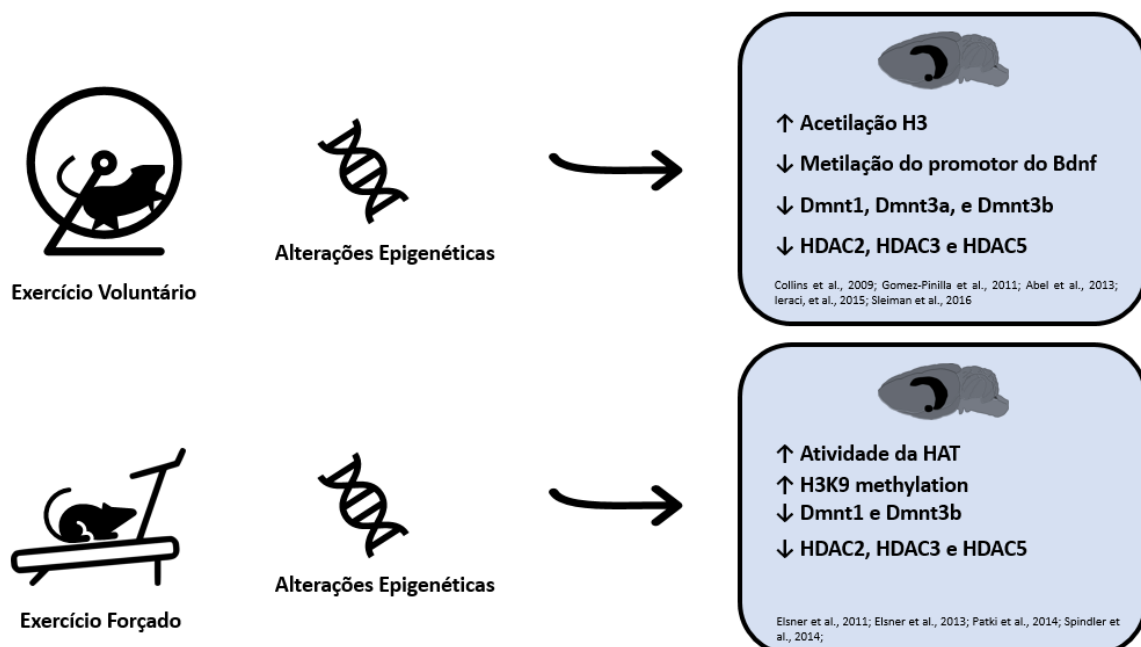 Exercício Voluntário
Alterações Epigenéticas
↑ Acetilação H3
↓ Metilação do promotor do Bdnf
↓ Dmnt1, Dmnt3a, e Dmnt3b
↓ HDAC2, HDAC3 e HDAC5
Collins et al., 2009; Gomez-Pinilla et al., 2011; Abel et al., 2013;
Ieraci, et al., 2015; Sleiman et al., 2016
Exercício Forçado
Alterações Epigenéticas
↑ Atividade da HAT
↑ H3K9 methylation
↓ Dmnt1 e Dmnt3b
↓ HDAC2, HDAC3 e HDAC5
Elsner et al., 2011; Elsner et al., 2013; Patki et al., 2014; Spindler et
al., 2014;